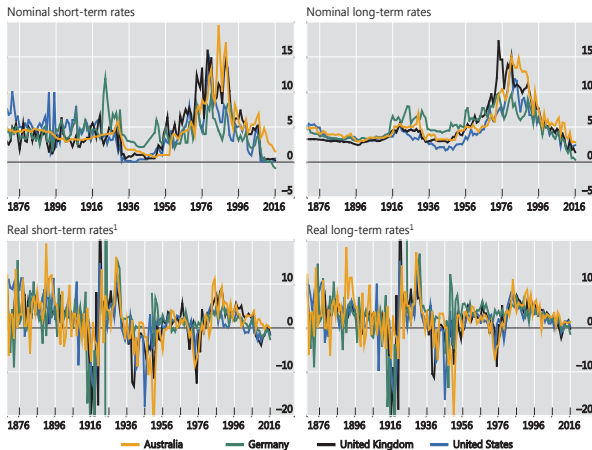 Nominal short-term rates
Nominal long-term rates
15
10
5
0
–5
1876 1896 1916 1936 1956 1976 1996 2016
15
10
5
0
–5
1876 1896 1916 1936 1956 1976 1996 2016
Real short-term rates¹
Real long-term rates¹
10
0
–10
–20
1876 1896 1916 1936 1956 1976 1996 2016
10
0
–10
–20
1876 1896 1916 1936 1956 1976 1996 2016
Australia Germany United Kingdom United States